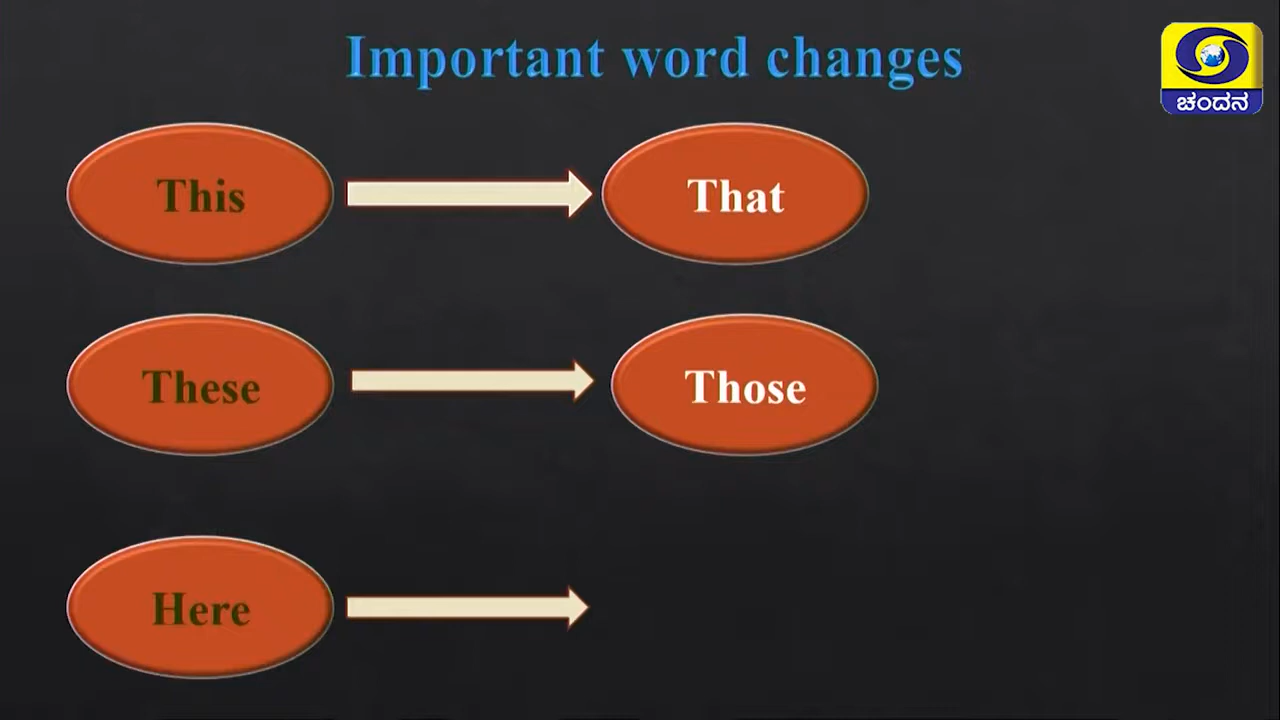 Important word changes
ಚಂದನ
This
That
These
Those
Here